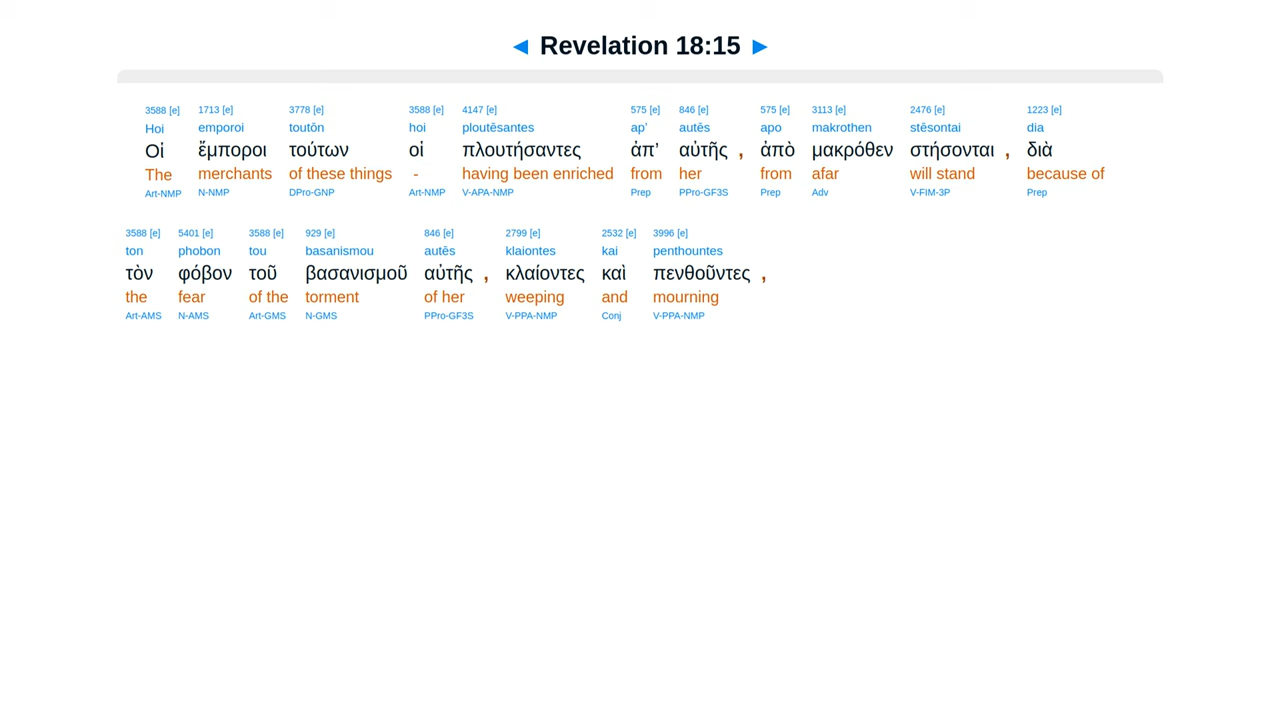 ◄ Revelation 18:15 ►
3588 [e] 1713 [e] 3778 [e] 3588 [e] 4147 [e] 575 [e] 846 [e] 575 [e] 3113 [e] 2476 [e] 1223 [e]
Hoi emporoi toutōn hoi ploutēsantes ap’ autēs apo makrothen stēsontai dia
Οἱ ἔμποροι τούτων οἱ πλουτήσαντες ἀπ’ αὐτῆς , ἀπὸ μακρόθεν στήσονται , διὰ
The merchants of these things - having been enriched from her from afar will stand because of
Art-NMP N-NMP DPro-GNP Art-NMP V-APA-NMP Prep PPro-GF3S Prep Adv V-FIM-3P Prep
3588 [e] 5401 [e] 3588 [e] 929 [e] 846 [e] 2799 [e] 2532 [e] 3996 [e]
ton phobon tou basanismou autēs klaiontes kai penthountes
τὸν φόβον τοῦ βασανισμοῦ αὐτῆς , κλαίοντες καὶ πενθοῦντες ,
the fear of the torment of her weeping and mourning
Art-AMS N-AMS Art-GMS N-GMS PPro-GF3S V-PPA-NMP Conj V-PPA-NMP